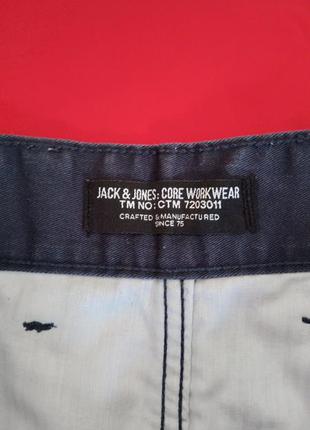 JACK & JONES: CORE WORKWEAR
TM NO: CTM 7203011
CRAFTED & MANUFACTURED
SINCE 75